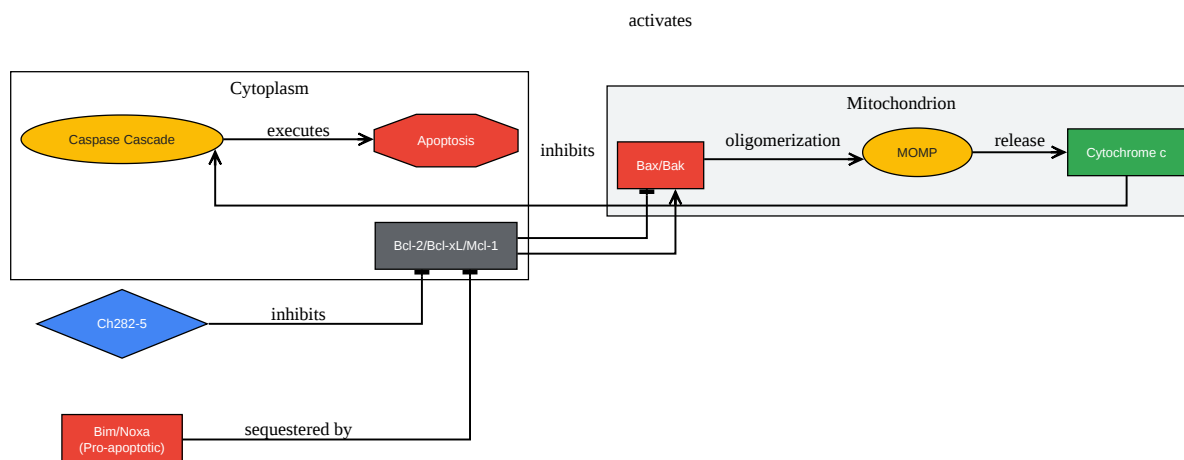 activates
Cytoplasm
Mitochondrion
Caspase Cascade
executes
Apoptosis
inhibits
Bax/Bak
oligomerization
MOMP
release
Cytochrome c
Bcl-2/Bcl-xL/Mcl-1
Ch282-5
inhibits
Bim/Noxa
(Pro-apoptotic)
sequestered by